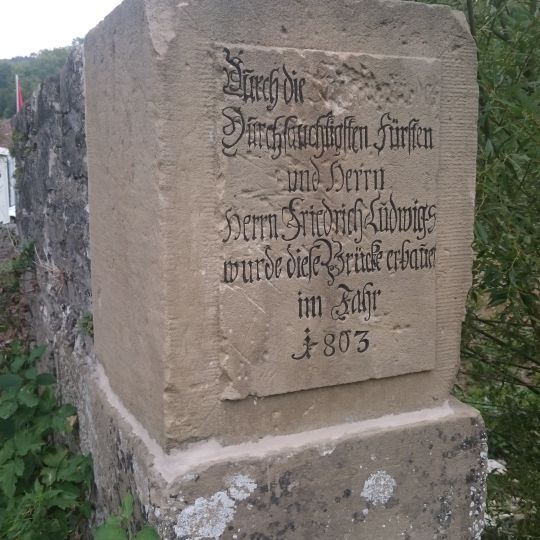 Durch die
Durchlauchtigsten Fürsten
und Herrn
Herrn Friedrich Ludwigs
wurde diese Brücke erbauet
im Jahr
1803